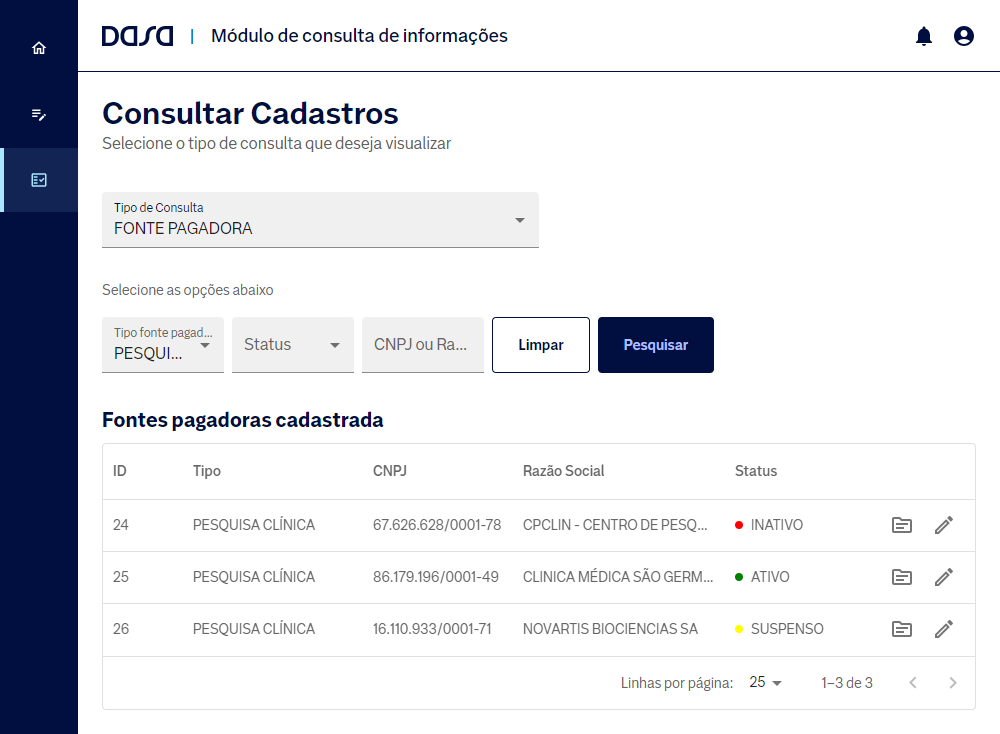 DASA | Módulo de consulta de informações
Consultar Cadastros
Selecione o tipo de consulta que deseja visualizar
Tipo de Consulta
FONTE PAGADORA
Selecione as opções abaixo
Tipo fonte pagad...
PESQUI...
Status
CNPJ ou Ra...
Limpar
Pesquisar
Fontes pagadoras cadastrada
ID Tipo CNPJ Razão Social Status
24 PESQUISA CLÍNICA 67.626.628/0001-78 CPCLIN - CENTRO DE PESQ... INATIVO
25 PESQUISA CLÍNICA 86.179.196/0001-49 CLINICA MÉDICA SÃO GERM... ATIVO
26 PESQUISA CLÍNICA 16.110.933/0001-71 NOVARTIS BIOCIENCIAS SA SUSPENSO
Linhas por página: 25 1–3 de 3